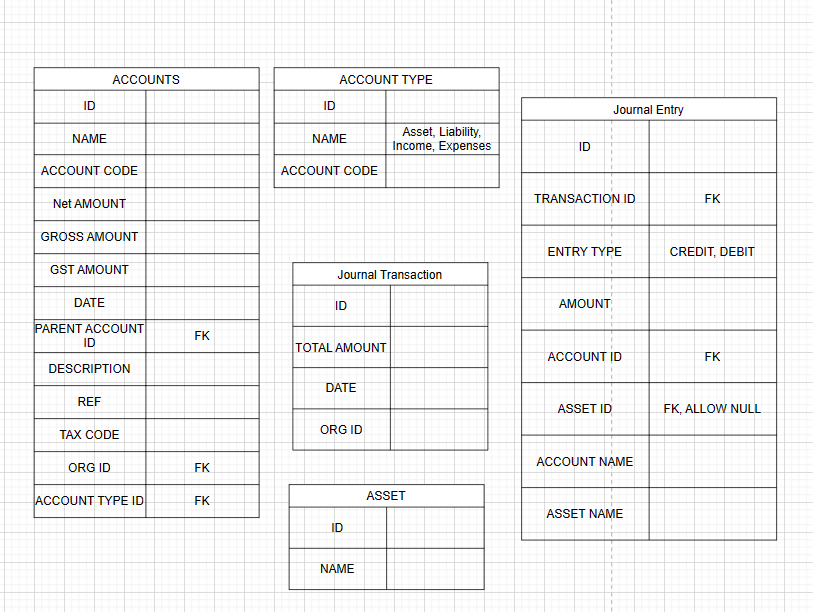 ACCOUNTS
ID
NAME
ACCOUNT CODE
Net AMOUNT
GROSS AMOUNT
GST AMOUNT
DATE
PARENT ACCOUNT
ID
FK
DESCRIPTION
REF
TAX CODE
ORG ID
FK
ACCOUNT TYPE ID
FK
ACCOUNT TYPE
ID
NAME
Asset, Liability,
Income, Expenses
ACCOUNT CODE
Journal Transaction
ID
TOTAL AMOUNT
DATE
ORG ID
ASSET
ID
NAME
Journal Entry
ID
TRANSACTION ID
FK
ENTRY TYPE
CREDIT, DEBIT
AMOUNT
ACCOUNT ID
FK
ASSET ID
FK, ALLOW NULL
ACCOUNT NAME
ASSET NAME